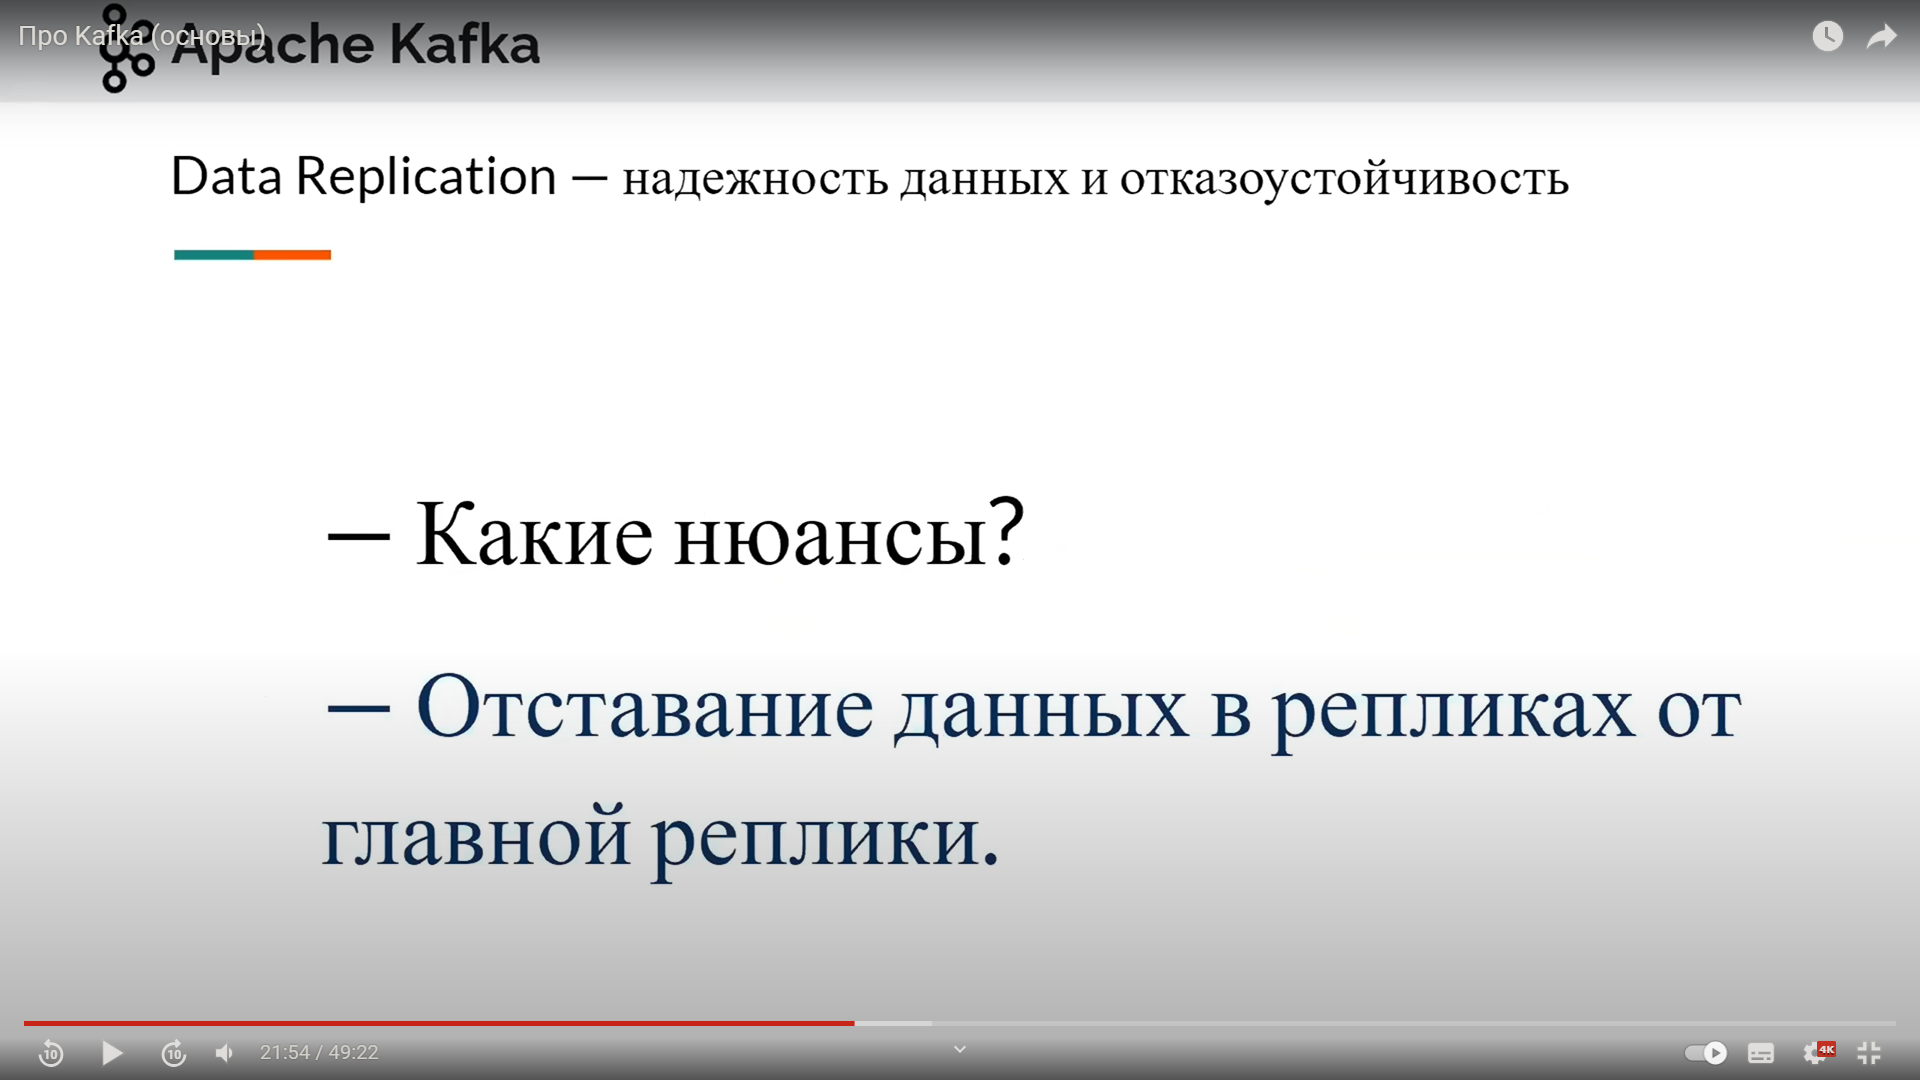 Про Kafka (основы)
Apache Kafka
Data Replication — надежность данных и отказоустойчивость
— Какие нюансы?
— Отставание данных в репликах от
главной реплики.
10
10
21:54 / 49:22
4K